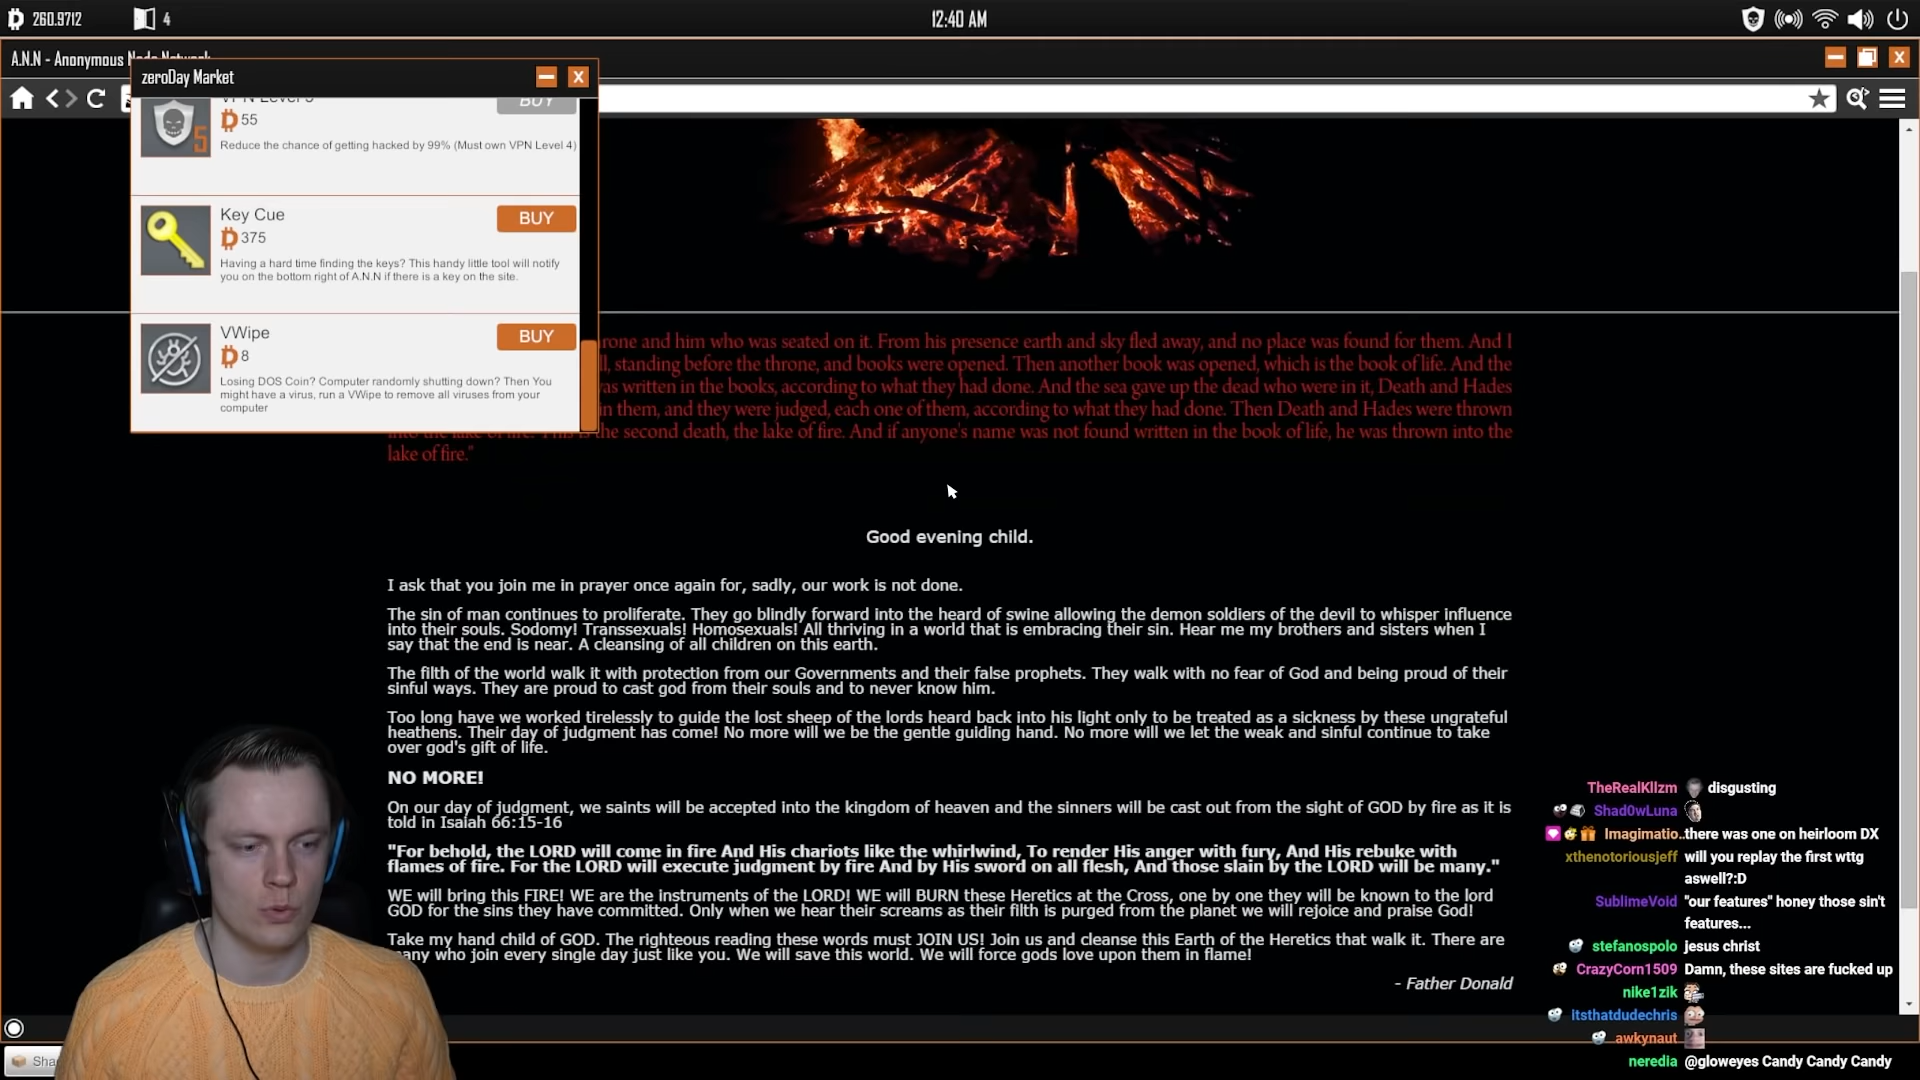 260.9712
4
12:40 AM
A.N.N - Anonymous Node Network
zeroDay Market
VPN Level 5
BUY
55
5
Reduce the chance of getting hacked by 99% (Must own VPN Level 4)
Key Cue
BUY
375
Having a hard time finding the keys? This handy little tool will notify
you on the bottom right of A.N.N if there is a key on the site.
VWipe
BUY
8
Losing DOS Coin? Computer randomly shutting down? Then You
might have a virus, run a VWipe to remove all viruses from your
computer
rone and him who was seated on it. From his presence earth and sky fled away, and no place was found for them. And I
, standing before the throne, and books were opened. Then another book was opened, which is the book of life. And the
as written in the books, according to what they had done. And the sea gave up the dead who were in it, Death and Hades
in them, and they were judged, each one of them, according to what they had done. Then Death and Hades were thrown
into the lake of fire. This is the second death, the lake of fire. And if anyone's name was not found written in the book of life, he was thrown into the
lake of fire."
Good evening child.
I ask that you join me in prayer once again for, sadly, our work is not done.
The sin of man continues to proliferate. They go blindly forward into the heard of swine allowing the demon soldiers of the devil to whisper influence
into their souls. Sodomy! Transsexuals! Homosexuals! All thriving in a world that is embracing their sin. Hear me my brothers and sisters when I
say that the end is near. A cleansing of all children on this earth.
The filth of the world walk it with protection from our Governments and their false prophets. They walk with no fear of God and being proud of their
sinful ways. They are proud to cast god from their souls and to never know him.
Too long have we worked tirelessly to guide the lost sheep of the lords heard back into his light only to be treated as a sickness by these ungrateful
heathens. Their day of judgment has come! No more will we be the gentle guiding hand. No more will we let the weak and sinful continue to take
over god's gift of life.
NO MORE!
On our day of judgment, we saints will be accepted into the kingdom of heaven and the sinners will be cast out from the sight of GOD by fire as it is
told in Isaiah 66:15-16
"For behold, the LORD will come in fire And His chariots like the whirlwind, To render His anger with fury, And His rebuke with
flames of fire. For the LORD will execute judgment by fire And by His sword on all flesh, And those slain by the LORD will be many."
WE will bring this FIRE! WE are the instruments of the LORD! WE will BURN these Heretics at the Cross, one by one they will be known to the lord
GOD for the sins they have committed. Only when we hear their screams as their filth is purged from the planet we will rejoice and praise God!
Take my hand child of GOD. The righteous reading these words must JOIN US! Join us and cleanse this Earth of the Heretics that walk it. There are
many who join every single day just like you. We will save this world. We will force gods love upon them in flame!
- Father Donald
TheRealKllzm disgusting
Shad0wLuna
Imaginatio.. there was one on heirloom DX
xthenotoriousjeff will you replay the first wttg
aswell?:D
SublimeVoid "our features" honey those sin't
features...
stefanospolo jesus christ
CrazyCorn1509 Damn, these sites are fucked up
nike1zik
itsthatdudechris
awkynaut
neredia @gloweyes Candy Candy Candy
Sha